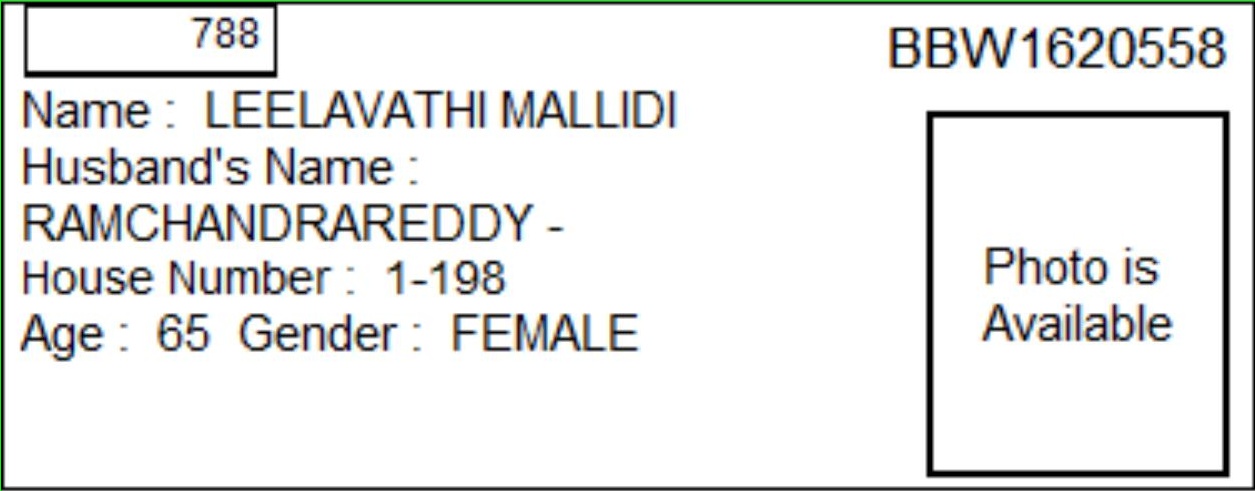 788
BBW1620558
Name : LEELAVATHI MALLIDI
Husband's Name :
RAMCHANDRAREDDY -
House Number : 1-198
Age : 65 Gender : FEMALE
Photo is
Available